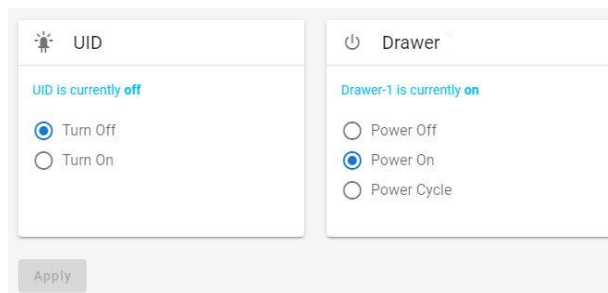 UID
UID is currently off
Turn Off
Turn On
Drawer
Drawer-1 is currently on
Power Off
Power On
Power Cycle
Apply